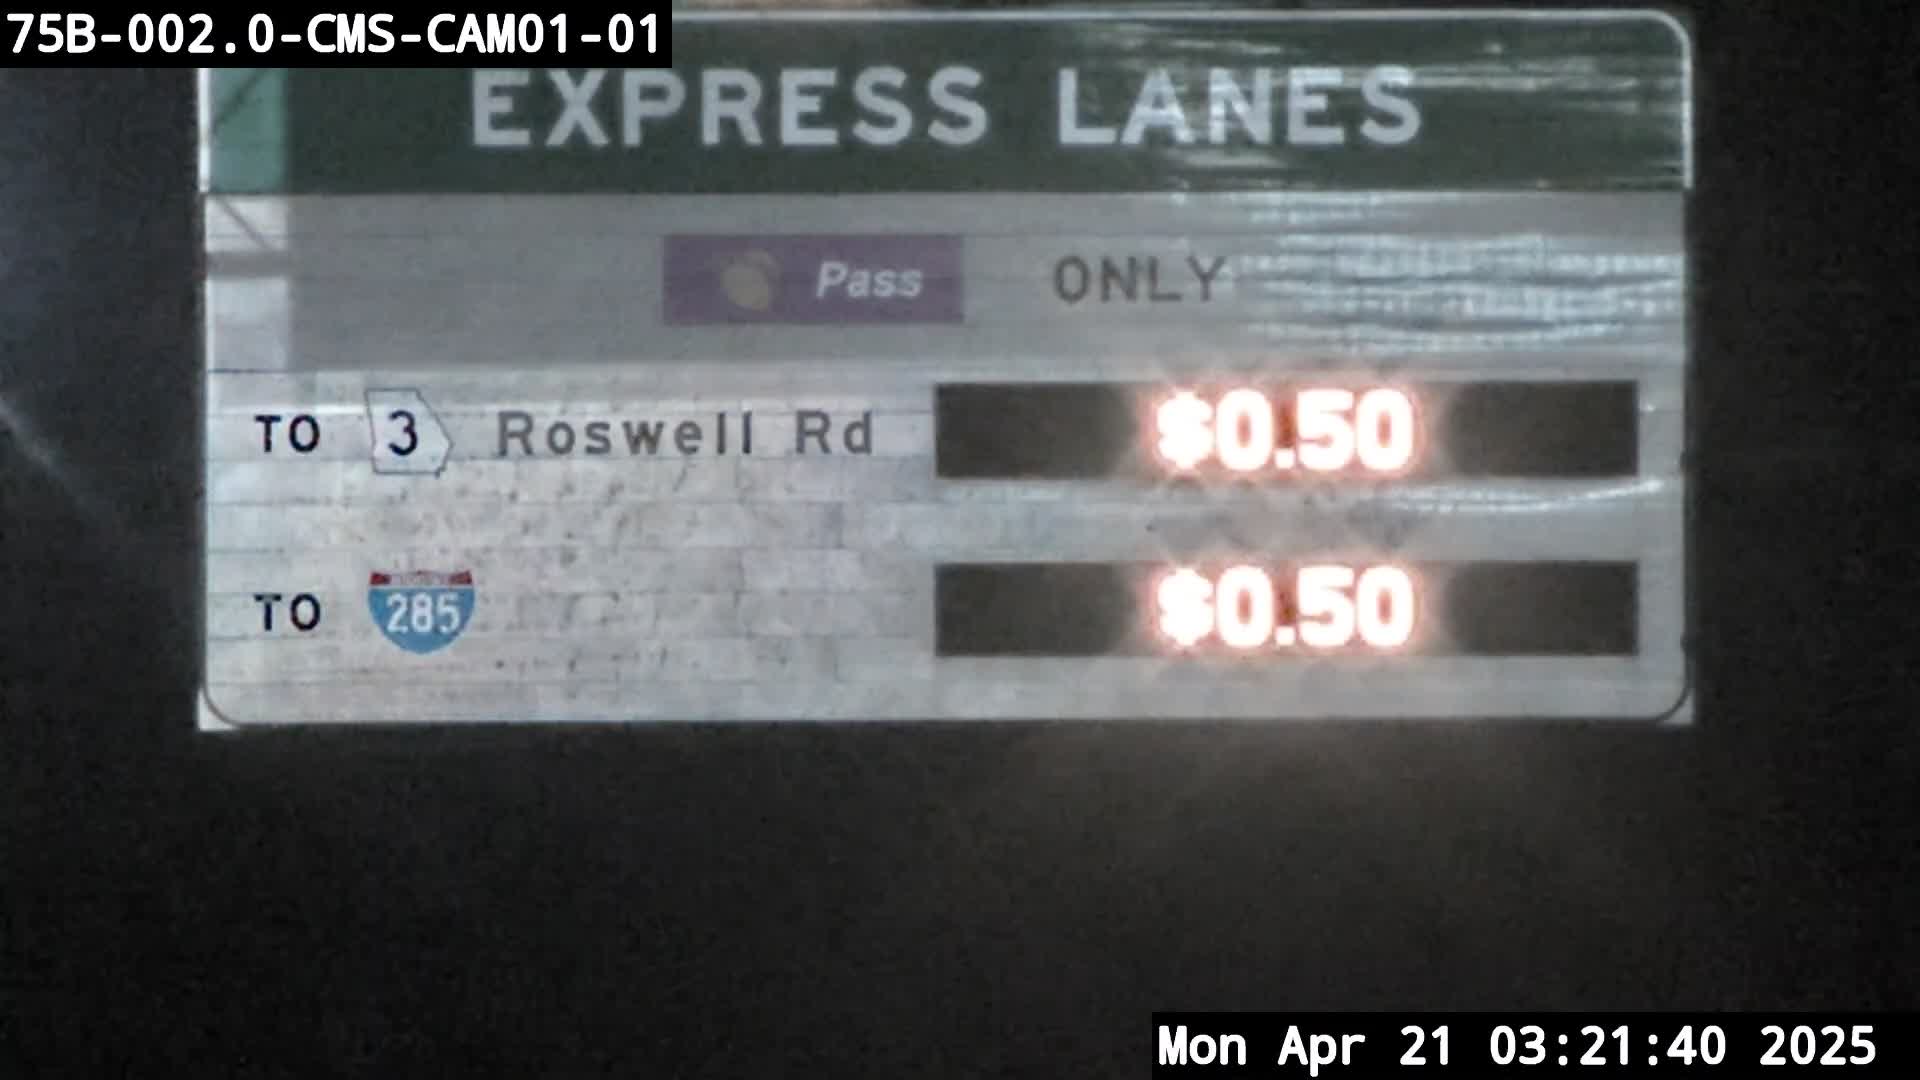 75B-002.0-CMS-CAM01-01
EXPRESS LANES
Pass ONLY
TO 3 Roswell Rd $0.50
TO 285 $0.50
Mon Apr 21 03:21:40 2025